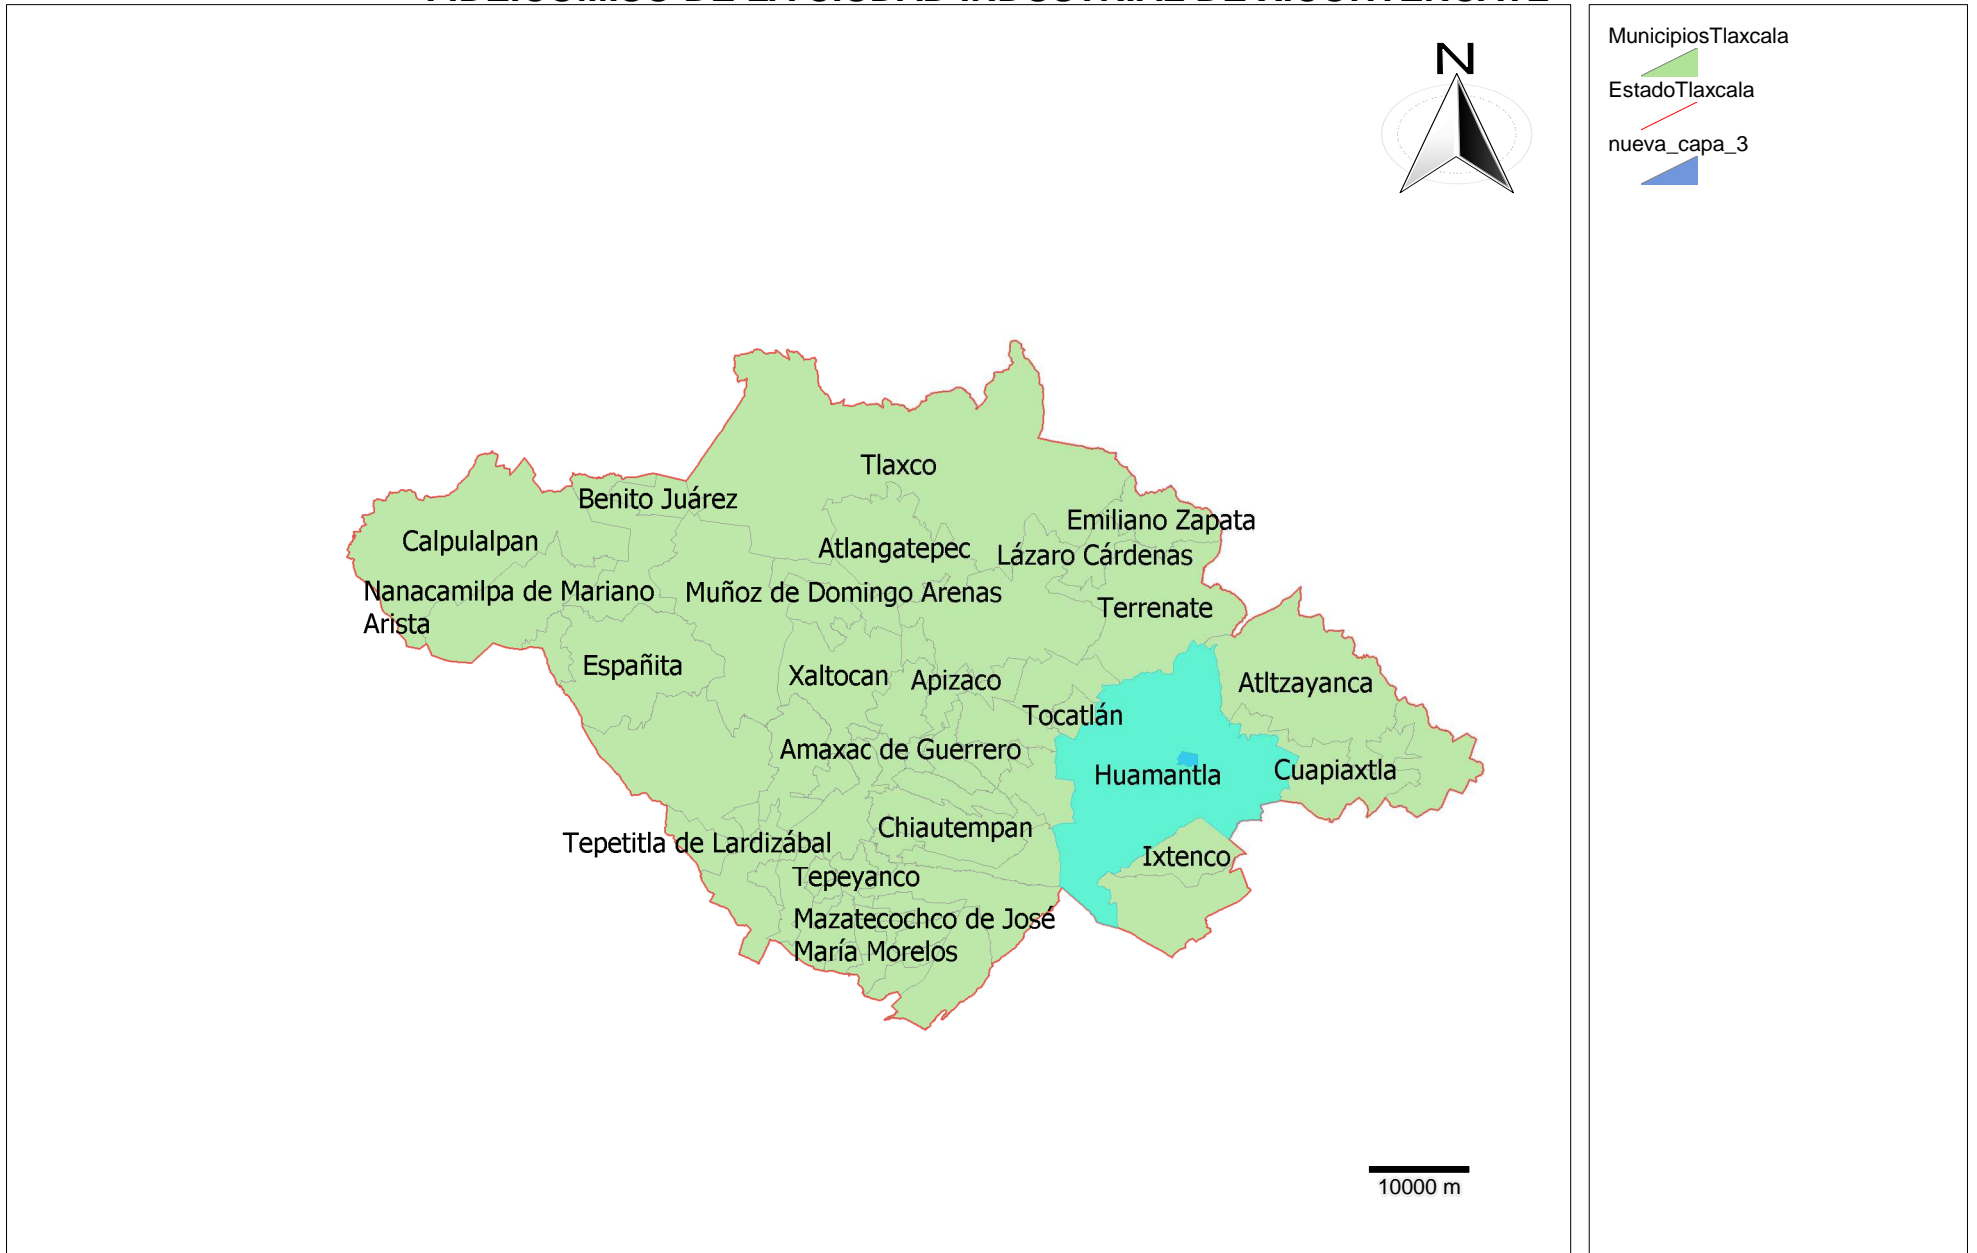 MunicipiosTlaxcala
EstadoTlaxcala
nueva_capa_3
N
Tlaxco
Benito Juárez
Emiliano Zapata
Calpulalpan
Atlangatepec
Lázaro Cárdenas
Nanacamilpa de Mariano
Arista
Muñoz de Domingo Arenas
Terrenate
Españita
Xaltocan
Apizaco
Atltzayanca
Tocatlán
Amaxac de Guerrero
Huamantla
Cuapiaxtla
Tepetitla de Lardizábal
Chiautempan
Ixtenco
Tepeyanco
Mazatecochco de José
María Morelos
10000 m